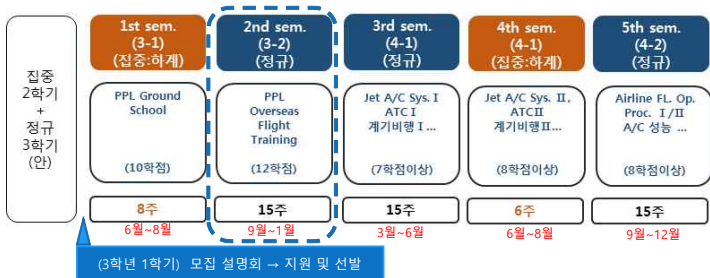 집중
2학기
+
정규
3학기
(안)
1st sem.
(3-1)
(집중:하계)
PPL Ground
School
(10학점)
8주
6월~8월
2nd sem.
(3-2)
(정규)
PPL
Overseas
Flight
Training
(12학점)
15주
9월~1월
3rd sem.
(4-1)
(정규)
Jet A/C Sys. I
ATC I
계기비행 I ...
(7학점이상)
15주
3월~6월
4th sem.
(4-1)
(집중:하계)
Jet A/C Sys. Ⅱ,
ATCⅡ
계기비행Ⅱ...
(8학점이상)
6주
6월~8월
5th sem.
(4-2)
(정규)
Airline FL. Op.
Proc. Ⅰ/Ⅱ
A/C 성능 ...
(8학점이상)
15주
9월~12월
(3학년 1학기) 모집 설명회 → 지원 및 선발